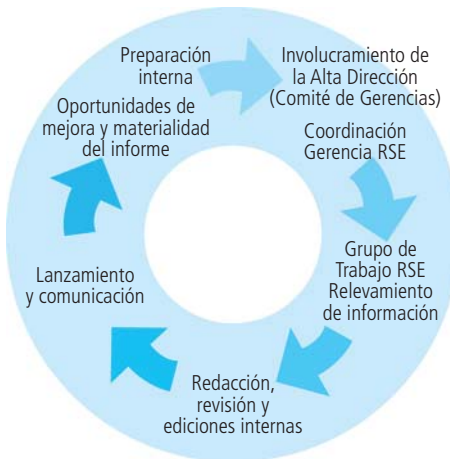 Preparación
interna
Involucramiento de
la Alta Dirección
(Comité de Gerencias)
Coordinación
Gerencia RSE
Grupo de
Trabajo RSE
Relevamiento
de información
Redacción,
revisión y
ediciones internas
Lanzamiento
y comunicación
Oportunidades de
mejora y materialidad
del informe